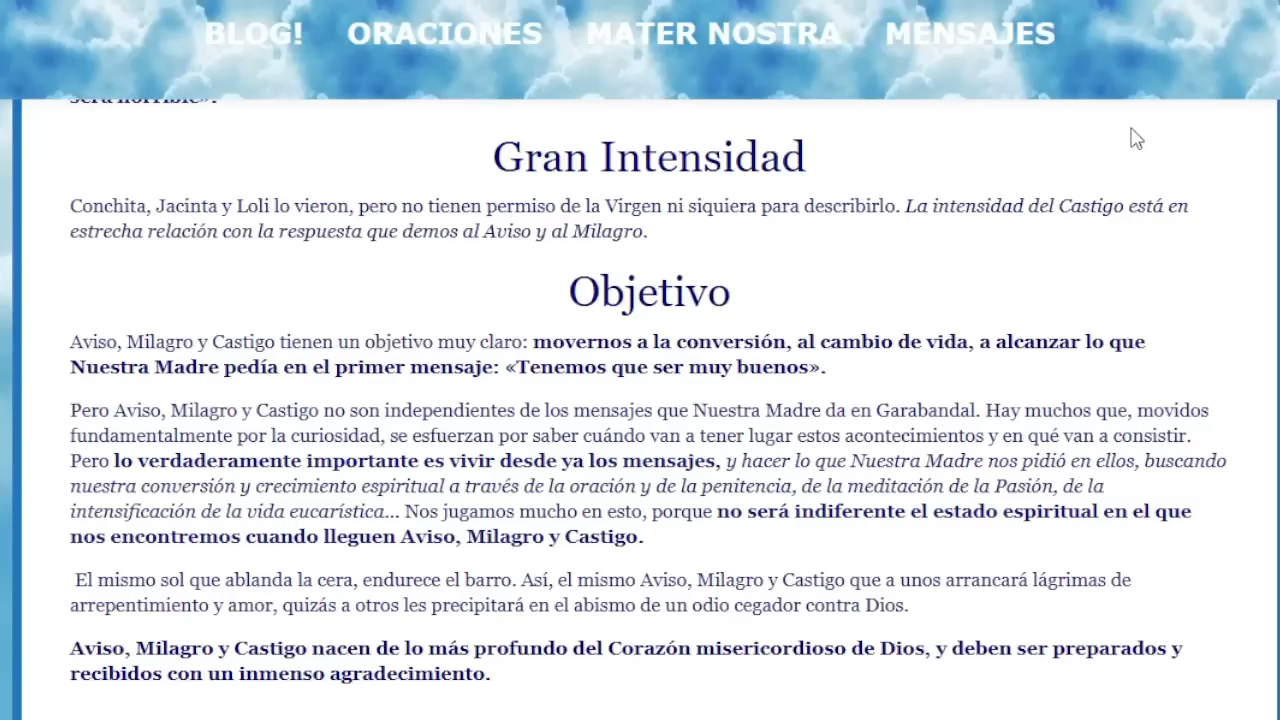 BLOG! ORACIONES MATER NOSTRA MENSAJES
será horrible».
Gran Intensidad
Conchita, Jacinta y Loli lo vieron, pero no tienen permiso de la Virgen ni siquiera para describirlo. La intensidad del Castigo está en
estrecha relación con la respuesta que demos al Aviso y al Milagro.
Objetivo
Aviso, Milagro y Castigo tienen un objetivo muy claro: movernos a la conversión, al cambio de vida, a alcanzar lo que
Nuestra Madre pedía en el primer mensaje: «Tenemos que ser muy buenos».
Pero Aviso, Milagro y Castigo no son independientes de los mensajes que Nuestra Madre da en Garabandal. Hay muchos que, movidos
fundamentalmente por la curiosidad, se esfuerzan por saber cuándo van a tener lugar estos acontecimientos y en qué van a consistir.
Pero lo verdaderamente importante es vivir desde ya los mensajes, y hacer lo que Nuestra Madre nos pidió en ellos, buscando
nuestra conversión y crecimiento espiritual a través de la oración y de la penitencia, de la meditación de la Pasión, de la
intensificación de la vida eucarística... Nos jugamos mucho en esto, porque no será indiferente el estado espiritual en el que
nos encontremos cuando lleguen Aviso, Milagro y Castigo.
El mismo sol que ablanda la cera, endurece el barro. Así, el mismo Aviso, Milagro y Castigo que a unos arrancará lágrimas de
arrepentimiento y amor, quizás a otros les precipitará en el abismo de un odio cegador contra Dios.
Aviso, Milagro y Castigo nacen de lo más profundo del Corazón misericordioso de Dios, y deben ser preparados y
recibidos con un inmenso agradecimiento.